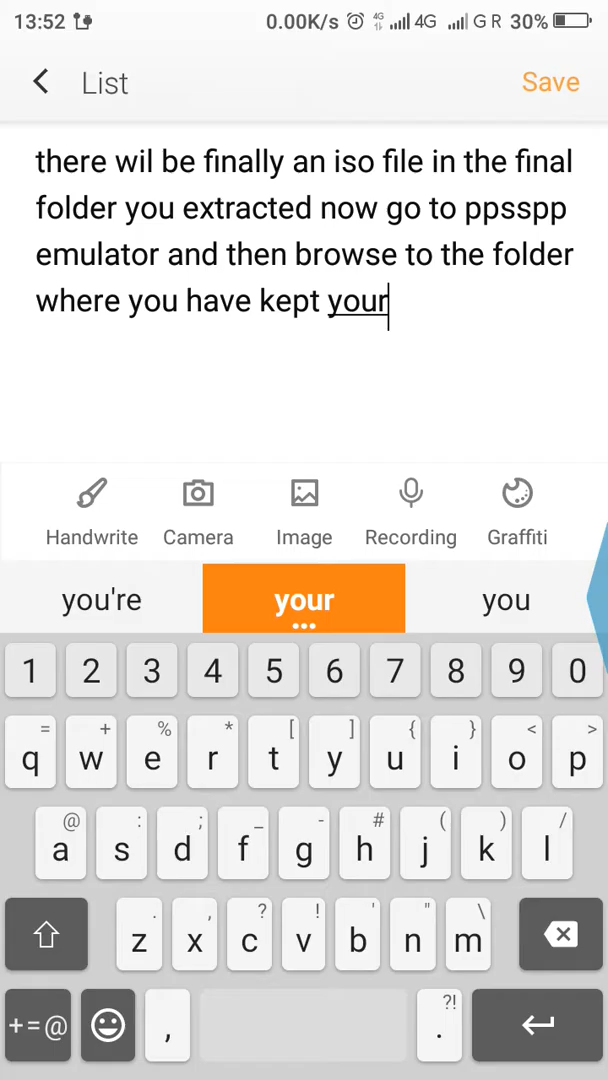 13:52 0.00K/s 4G 4G G R 30%
List Save
there wil be finally an iso file in the final
folder you extracted now go to ppsspp
emulator and then browse to the folder
where you have kept your
Handwrite Camera Image Recording Graffiti
you're your you
1 2 3 4 5 6 7 8 9 0
= + % * [ ] { } < >
q w e r t y u i o p
@ : ; _ - # ( ) /
a s d f g h j k l
. , ? ! ' " \
z x c v b n m
?!
+=@ , .